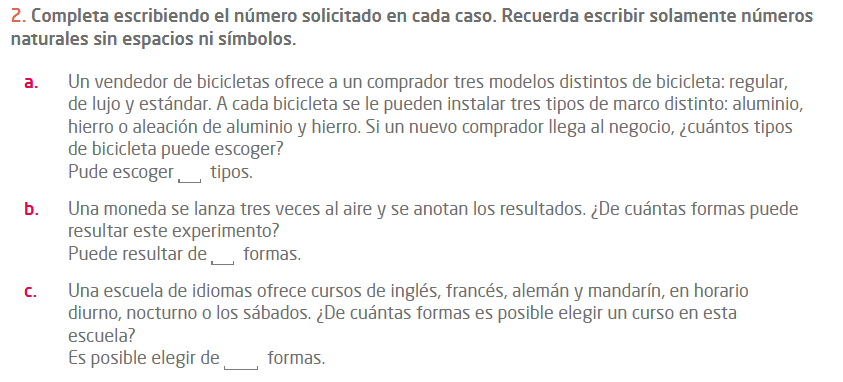 2. Completa escribiendo el número solicitado en cada caso. Recuerda escribir solamente números
naturales sin espacios ni símbolos.
a. Un vendedor de bicicletas ofrece a un comprador tres modelos distintos de bicicleta: regular,
de lujo y estándar. A cada bicicleta se le pueden instalar tres tipos de marco distinto: aluminio,
hierro o aleación de aluminio y hierro. Si un nuevo comprador llega al negocio, ¿cuántos tipos
de bicicleta puede escoger?
Pude escoger ___ tipos.
b. Una moneda se lanza tres veces al aire y se anotan los resultados. ¿De cuántas formas puede
resultar este experimento?
Puede resultar de ___ formas.
c. Una escuela de idiomas ofrece cursos de inglés, francés, alemán y mandarín, en horario
diurno, nocturno o los sábados. ¿De cuántas formas es posible elegir un curso en esta
escuela?
Es posible elegir de ____ formas.